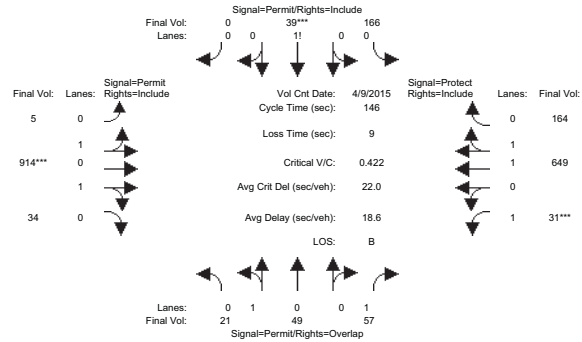 Signal=Permit/Rights=Include
Final Vol: 0 39*** 166
Lanes: 0 0 1! 0 0
Signal=Permit
Final Vol: Lanes: Rights=Include
Vol Cnt Date: 4/9/2015
Signal=Protect
Rights=Include Lanes: Final Vol:
Cycle Time (sec): 146
5 0
0 164
Loss Time (sec): 9
1
1
914*** 0
Critical V/C: 0.422
1 649
1
Avg Crit Del (sec/veh): 22.0
0
34 0
Avg Delay (sec/veh): 18.6
1 31***
LOS: B
Lanes: 0 1 0 0 1
Final Vol: 21 49 57
Signal=Permit/Rights=Overlap